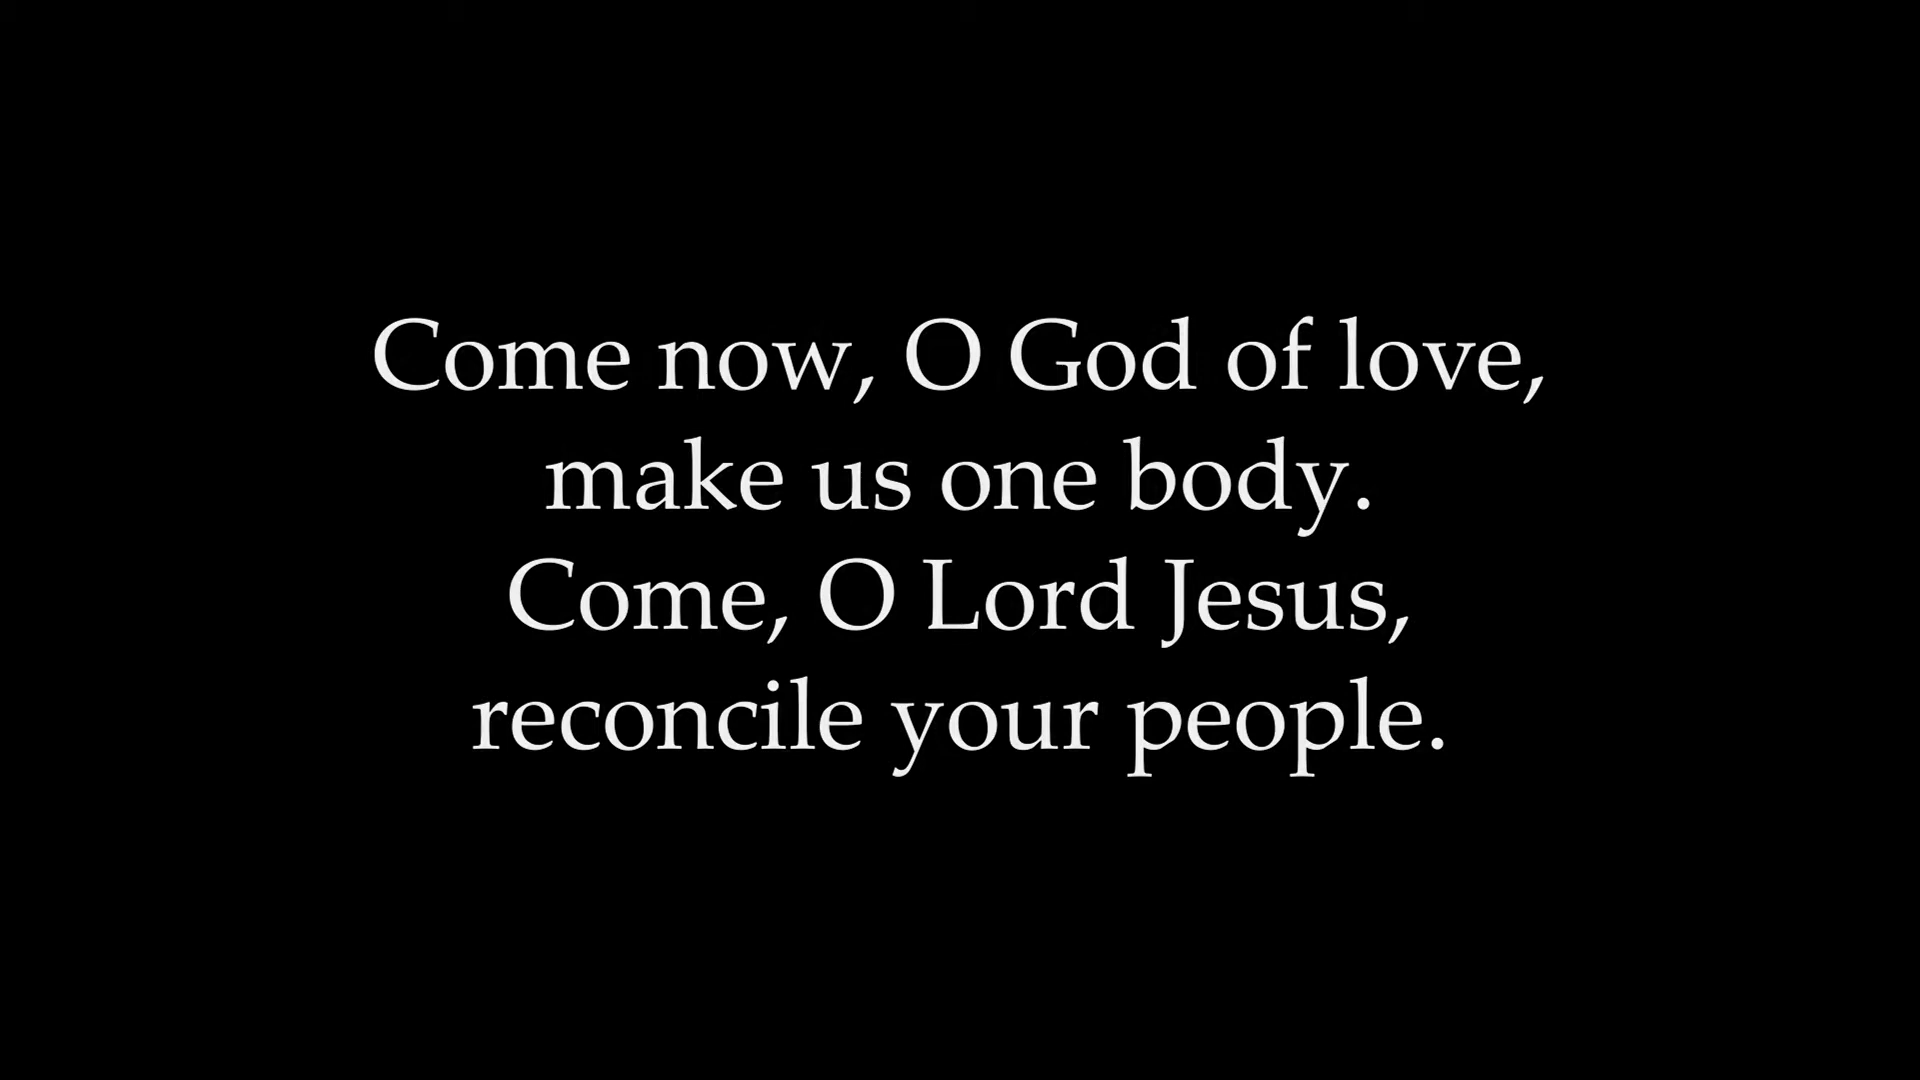 Come now, O God of love,
make us one body.
Come, O Lord Jesus,
reconcile your people.